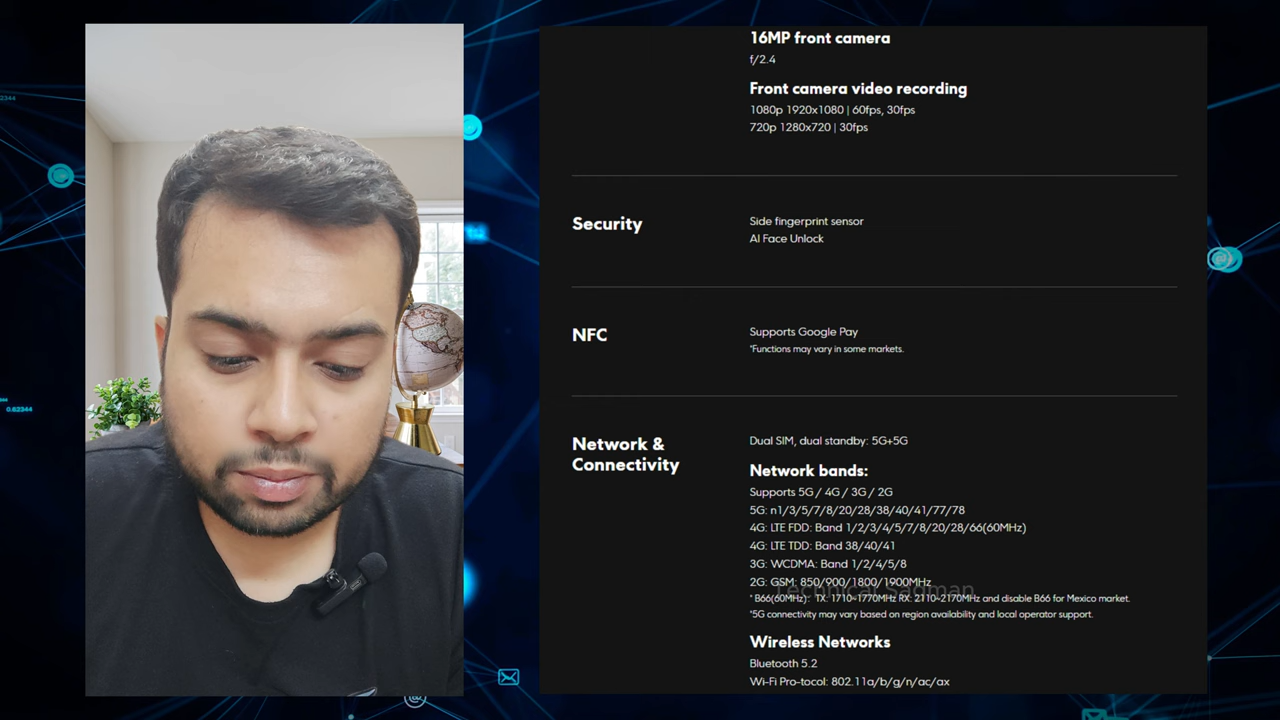 16MP front camera
f/2.4
Front camera video recording
1080p 1920x1080 | 60fps, 30fps
720p 1280x720 | 30fps
Security
Side fingerprint sensor
AI Face Unlock
NFC
Supports Google Pay
*Functions may vary in some markets.
Network &
Connectivity
Dual SIM, dual standby: 5G+5G
Network bands:
Supports 5G / 4G / 3G / 2G
5G: n1/3/5/7/8/20/28/38/40/41/77/78
4G: LTE FDD: Band 1/2/3/4/5/7/8/20/28/66(60MHz)
4G: LTE TDD: Band 38/40/41
3G: WCDMA: Band 1/2/4/5/8
2G: GSM: 850/900/1800/1900MHz
Technical Sadman
* B66(60MHz): TX: 1710~1770MHz RX: 2110~2170MHz and disable B66 for Mexico market.
*5G connectivity may vary based on region availability and local operator support.
Wireless Networks
Bluetooth 5.2
Wi-Fi Pro-tocol: 802.11a/b/g/n/ac/ax
2344
0.62344